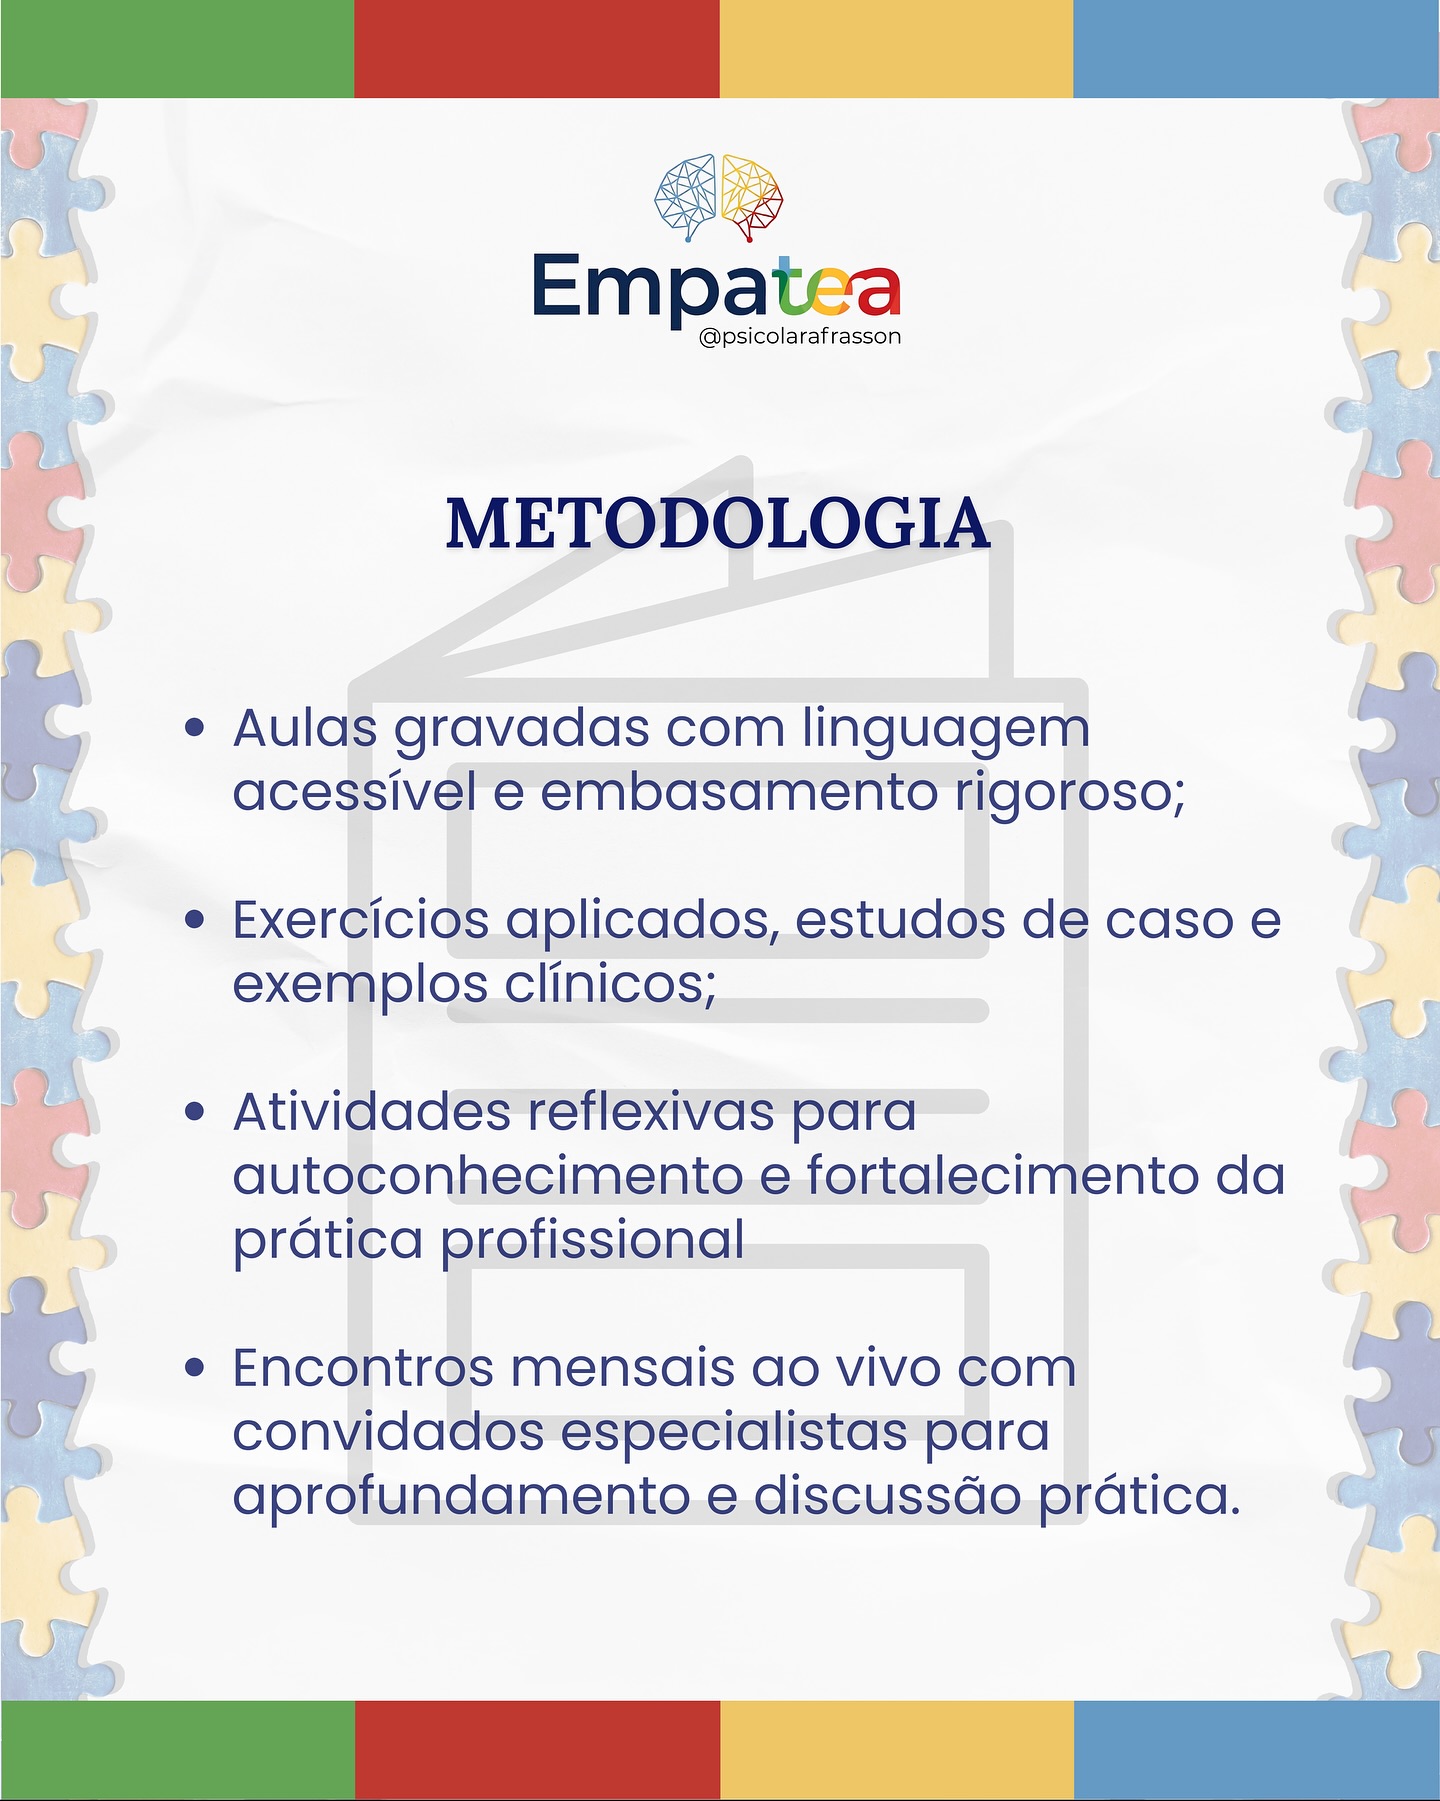 Empatea
@psicolarafrasson
METODOLOGIA
• Aulas gravadas com linguagem
acessível e embasamento rigoroso;
• Exercícios aplicados, estudos de caso e
exemplos clínicos;
• Atividades reflexivas para
autoconhecimento e fortalecimento da
prática profissional
• Encontros mensais ao vivo com
convidados especialistas para
aprofundamento e discussão prática.